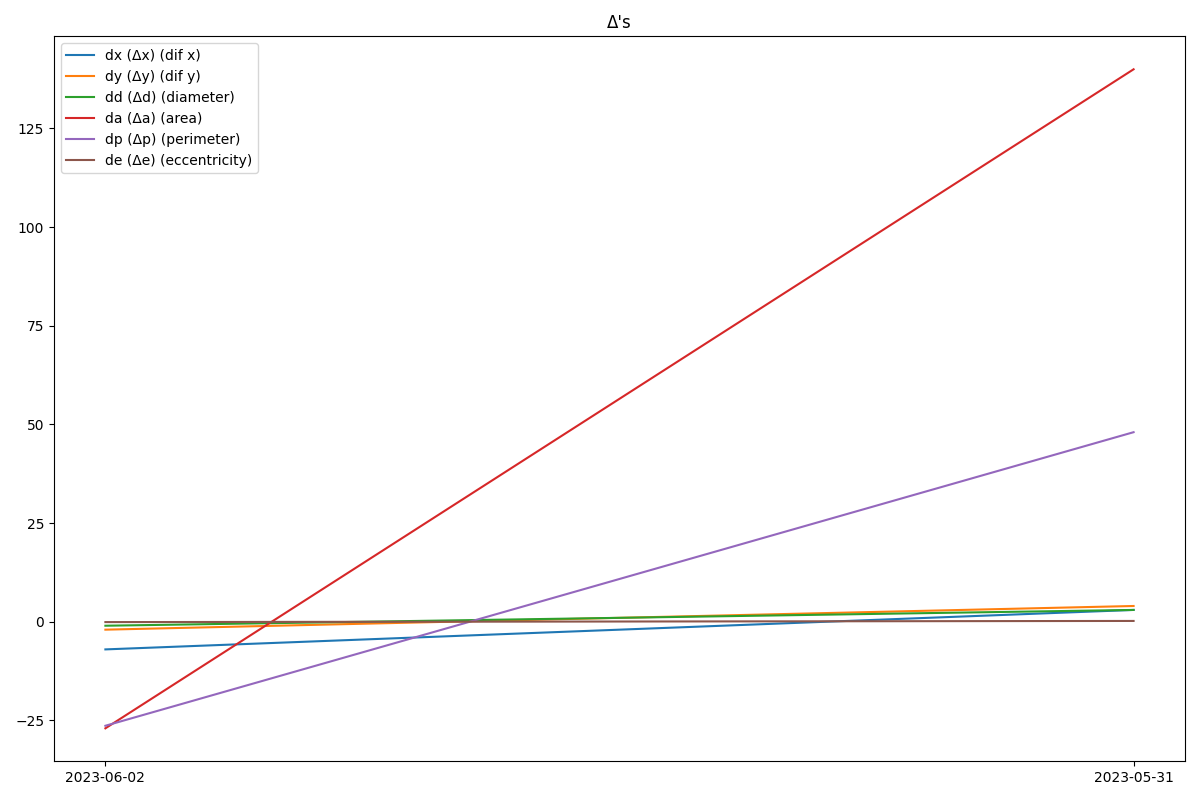 Δ's
dx (Δx) (dif x)
dy (Δy) (dif y)
dd (Δd) (diameter)
da (Δa) (area)
dp (Δp) (perimeter)
de (Δe) (eccentricity)
125
100
75
50
25
0
−25
2023-06-02
2023-05-31